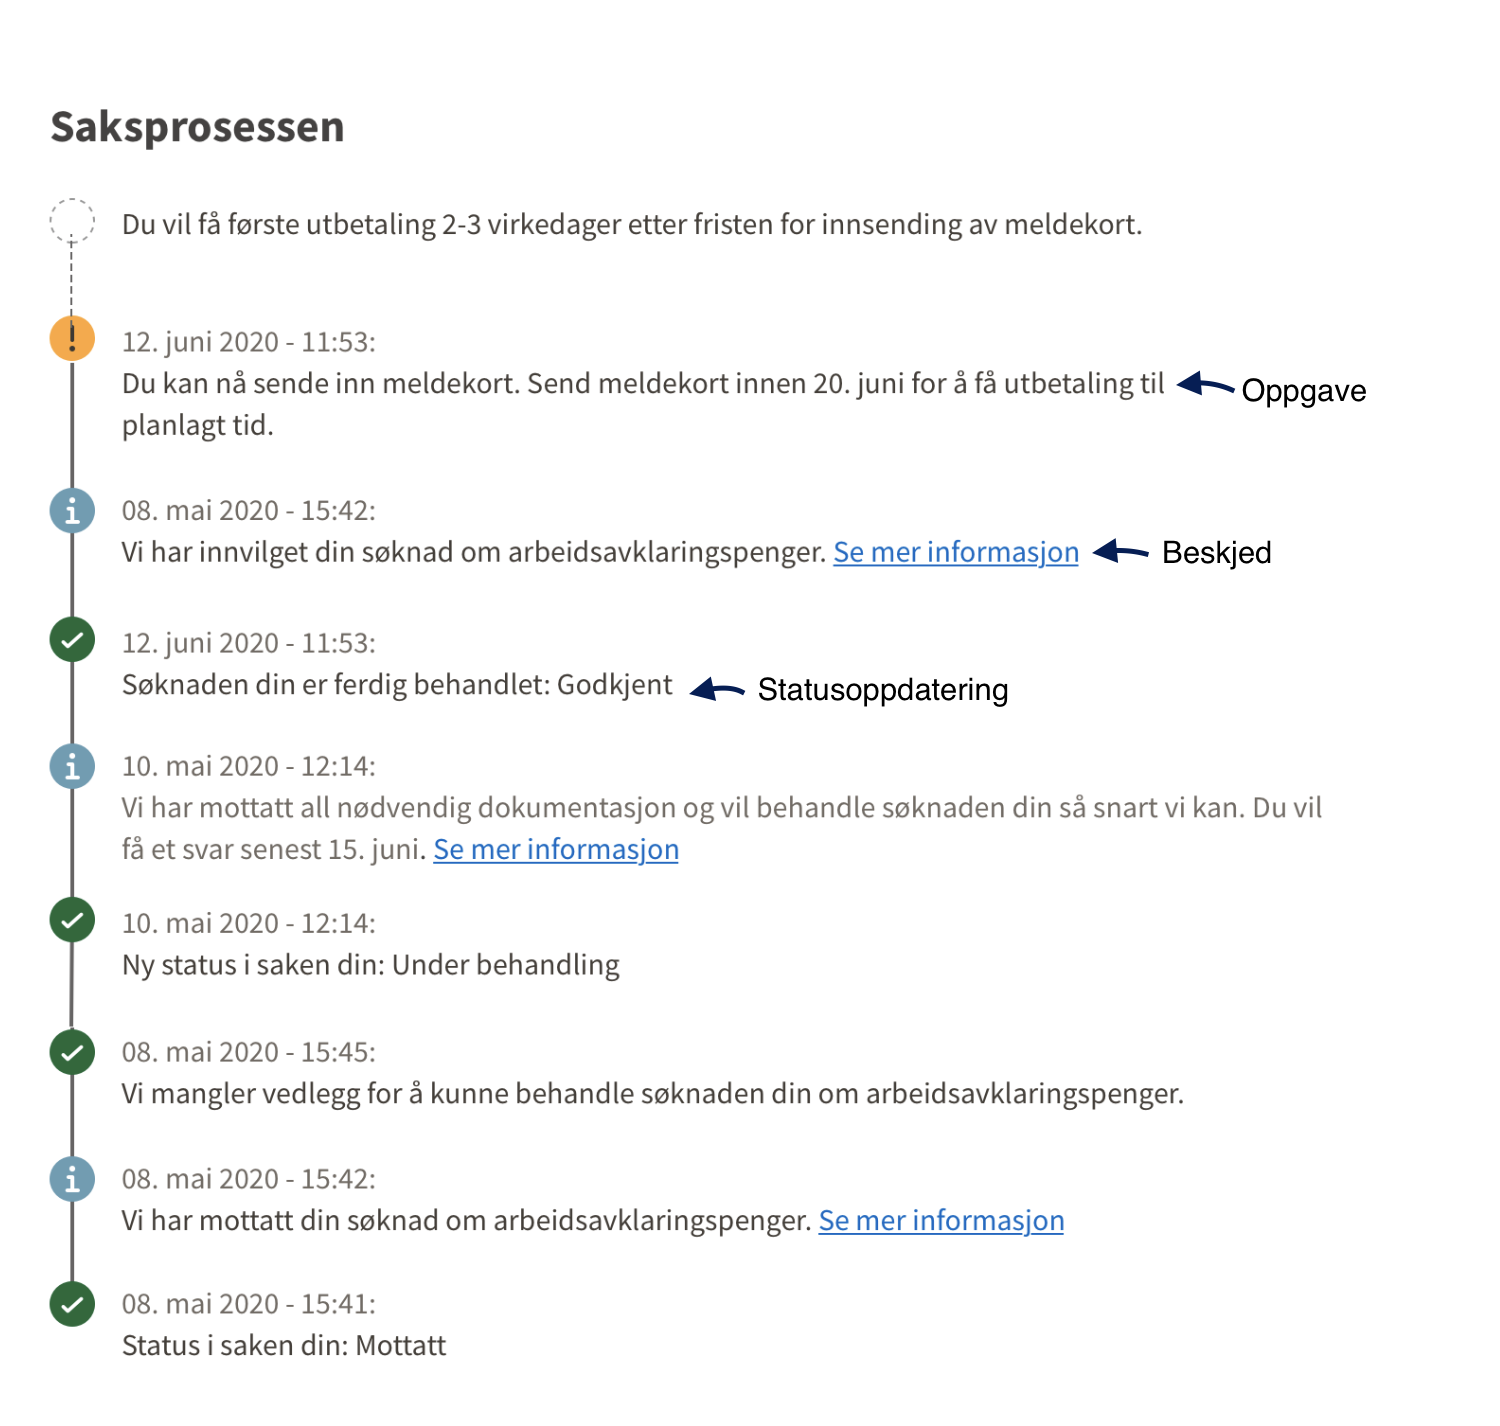 Saksprosessen
Du vil få første utbetaling 2-3 virkedager etter fristen for innsending av meldekort.
12. juni 2020 - 11:53:
Du kan nå sende inn meldekort. Send meldekort innen 20. juni for å få utbetaling til
planlagt tid.
Oppgave
08. mai 2020 - 15:42:
Vi har innvilget din søknad om arbeidsavklaringspenger. Se mer informasjon
Beskjed
12. juni 2020 - 11:53:
Søknaden din er ferdig behandlet: Godkjent
Statusoppdatering
10. mai 2020 - 12:14:
Vi har mottatt all nødvendig dokumentasjon og vil behandle søknaden din så snart vi kan. Du vil
få et svar senest 15. juni. Se mer informasjon
10. mai 2020 - 12:14:
Ny status i saken din: Under behandling
08. mai 2020 - 15:45:
Vi mangler vedlegg for å kunne behandle søknaden din om arbeidsavklaringspenger.
08. mai 2020 - 15:42:
Vi har mottatt din søknad om arbeidsavklaringspenger. Se mer informasjon
08. mai 2020 - 15:41:
Status i saken din: Mottatt